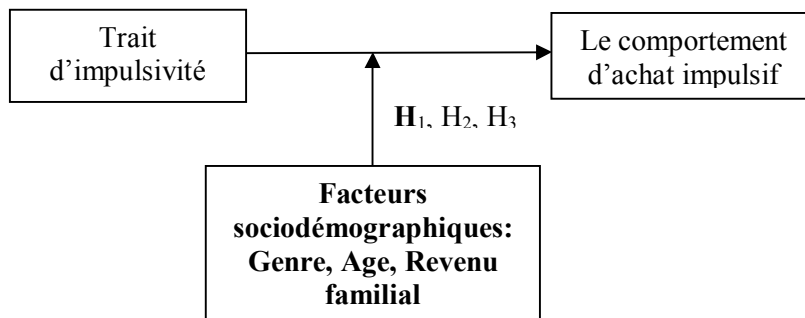 Trait
d'impulsivité
Le comportement
d'achat impulsif
H₁, H₂, H₃
Facteurs
sociodémographiques:
Genre, Age, Revenu
familial